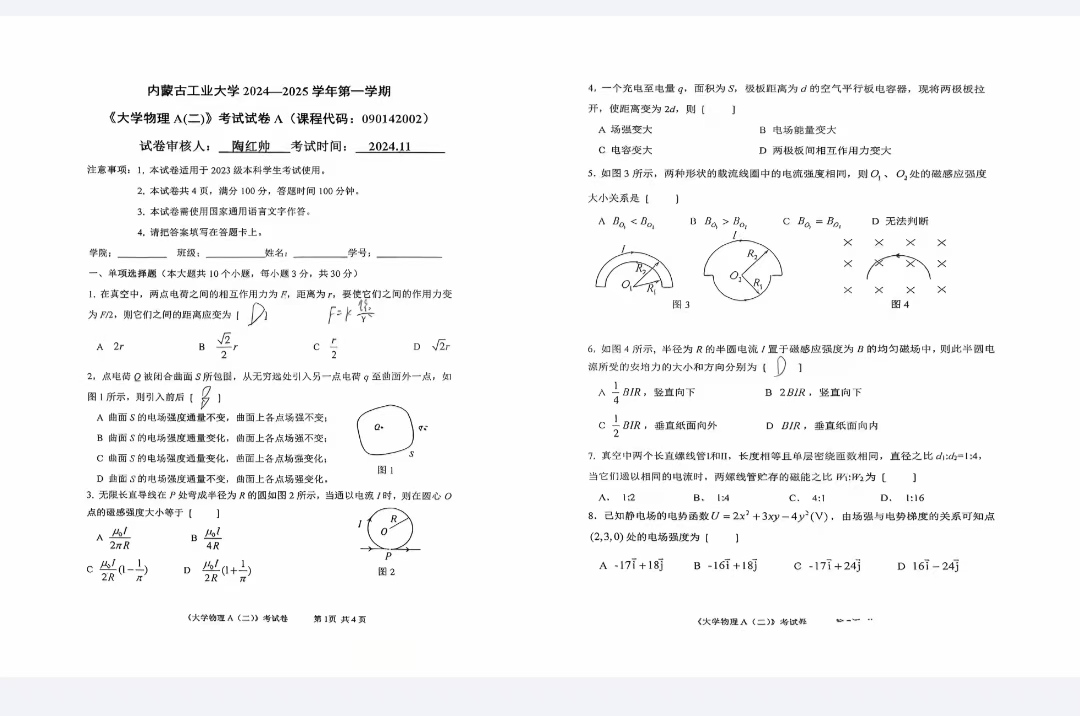 内蒙古工业大学 2024—2025 学年第一学期
《大学物理 A(二)》考试试卷 A（课程代码：090142002）
试卷审核人： 陶红帅 考试时间： 2024.11
注意事项：1. 本试卷适用于 2023 级本科学生考试使用。
2. 本试卷共 4 页，满分 100 分，答题时间 100 分钟。
3. 本试卷需使用国家通用语言文字作答。
4. 请把答案填写在答题卡上。
学院：________ 班级：________ 姓名：________ 学号：________
一、单项选择题（本大题共 10 个小题，每小题 3 分，共 30 分）
1. 在真空中，两点电荷之间的相互作用力为 F，距离为 r，要使它们之间的作用力变
为 F/2，则它们之间的距离应变为 [ D ]
A 2r B √2/2 r C r/2 D √2r
2，点电荷 Q 被闭合曲面 S 所包围，从无穷远处引入另一点电荷 q 至曲面外一点，如
图 1 所示，则引入前后 [ ]
A 曲面 S 的电场强度通量不变，曲面上各点场强不变；
B 曲面 S 的电场强度通量变化，曲面上各点场强不变；
C 曲面 S 的电场强度通量变化，曲面上各点场强变化；
D 曲面 S 的电场强度通量不变，曲面上各点场强变化。
Q• q•
S
图 1
3. 无限长直导线在 P 处弯成半径为 R 的圆如图 2 所示，当通以电流 I 时，则在圆心 O
点的磁感强度大小等于 [ ]
A μ₀I/2πR B μ₀I/4R
C μ₀I/2R (1-1/π) D μ₀I/2R (1+1/π)
I R O
P
图 2
《大学物理 A（二）》考试卷 第 1页 共 4 页
4. 一个充电至电量 q，面积为 S，极板距离为 d 的空气平行板电容器，现将两极板拉
开，使距离变为 2d，则 [ ]
A 场强变大 B 电场能量变大
C 电容变大 D 两极板间相互作用力变大
5. 如图 3 所示，两种形状的载流线圈中的电流强度相同，则 O₁、O₂ 处的磁感应强度
大小关系是 [ ]
A B_O₁ < B_O₂ B B_O₁ > B_O₂ C B_O₁ = B_O₂ D 无法判断
I R₂ O₁ R₁
I R₂ O₂ R₁
图 3 图 4
6. 如图 4 所示, 半径为 R 的半圆电流 I 置于磁感应强度为 B 的均匀磁场中，则此半圆电
流所受的安培力的大小和方向分别为 [ D ]
A 1/4 BIR，竖直向下 B 2BIR，竖直向下
C 1/2 BIR，垂直纸面向外 D BIR，垂直纸面向内
7. 真空中两个长直螺线管I和II，长度相等且单层密绕匝数相同，直径之比 d₁:d₂=1:4，
当它们通以相同的电流时，两螺线管贮存的磁能之比 W₁:W₂ 为 [ ]
A. 1:2 B. 1:4 C. 4:1 D. 1:16
8. 已知静电场的电势函数 U = 2x² +3xy－4y² (V)，由场强与电势梯度的关系可知点
(2,3,0) 处的电场强度为 [ ]
A -17i⃗ +18j⃗ B -16i⃗ +18j⃗ C -17i⃗ +24j⃗ D 16i⃗ －24j⃗
《大学物理 A（二）》考试卷